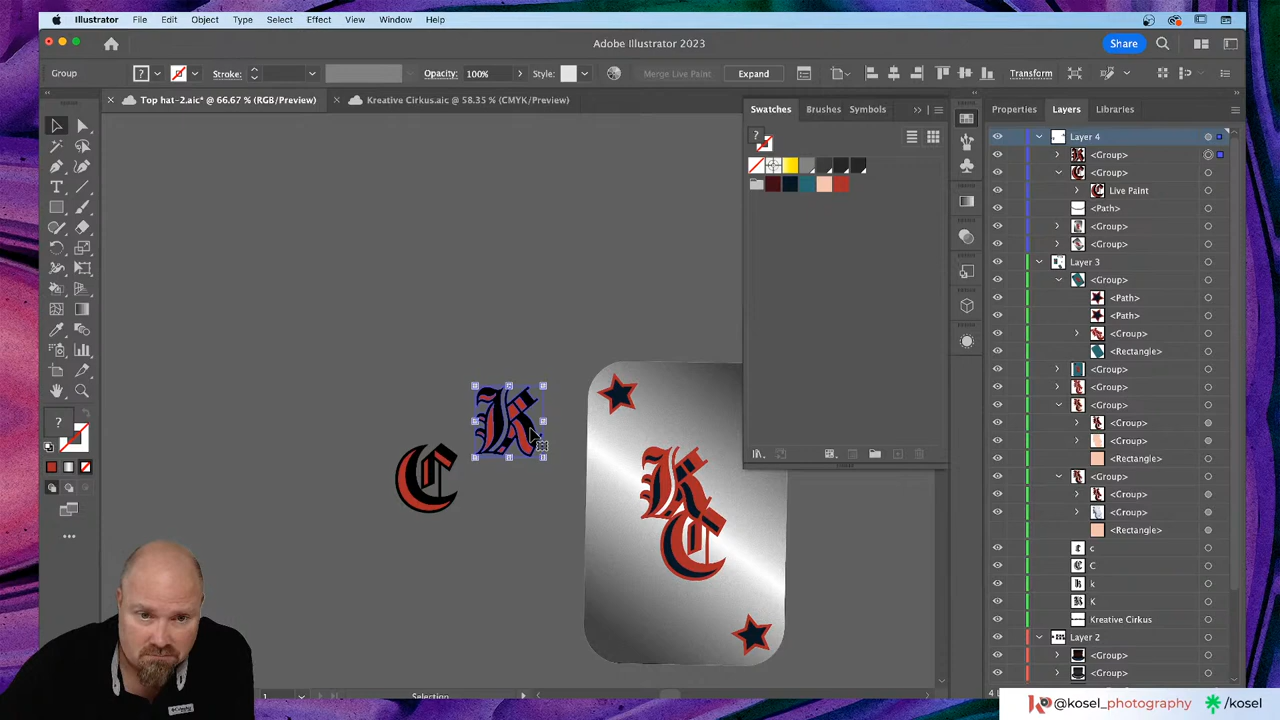 Illustrator File Edit Object Type Select Effect View Window Help
Adobe Illustrator 2023
Share
Group
?
Stroke:
Opacity: 100%
Style:
Merge Live Paint
Expand
Transform
Top hat-2.aic* @ 66.67 % (RGB/Preview)
Kreative Cirkus.aic @ 58.35 % (CMYK/Preview)
Swatches
Brushes
Symbols
?
Properties
Layers
Libraries
Layer 4
<Group>
<Group>
Live Paint
<Path>
<Group>
<Group>
Layer 3
<Group>
<Path>
<Path>
<Group>
<Rectangle>
<Group>
<Group>
<Group>
<Group>
<Group>
<Rectangle>
<Group>
<Group>
<Group>
<Rectangle>
c
C
k
K
Kreative Cirkus
Layer 2
<Group>
<Group>
?
K
C
K
C
1
Selection
@kosel_photography
/kosel